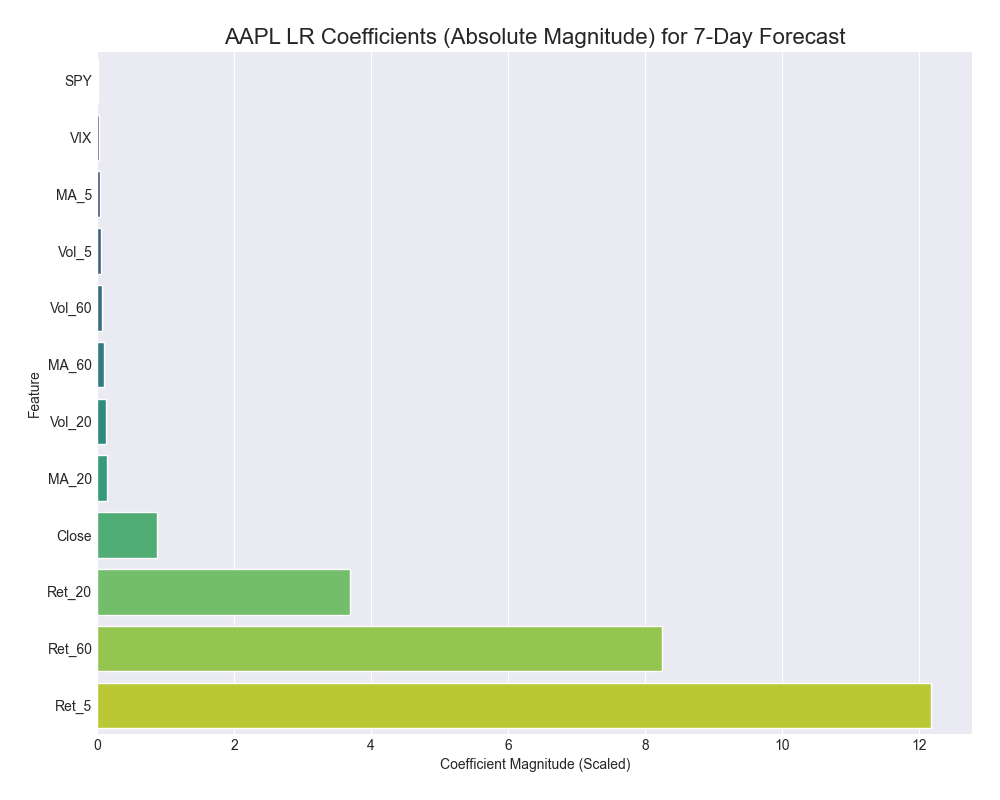 AAPL LR Coefficients (Absolute Magnitude) for 7-Day Forecast
SPY
VIX
MA_5
Vol_5
Vol_60
MA_60
Vol_20
MA_20
Close
Ret_20
Ret_60
Ret_5
Feature
0 2 4 6 8 10 12
Coefficient Magnitude (Scaled)